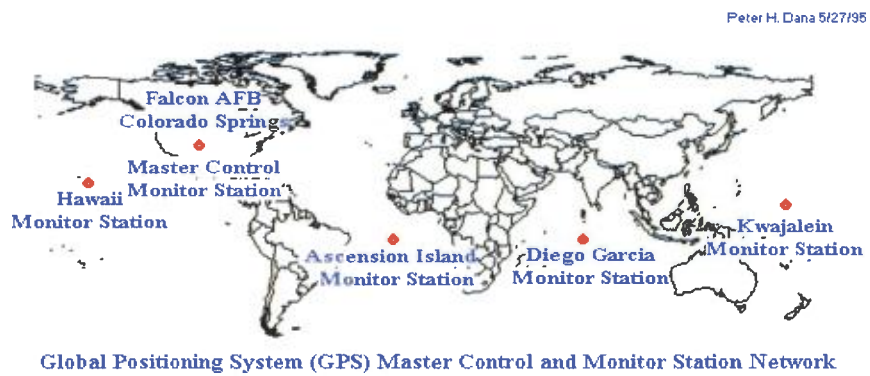 Peter H. Dana 5/27/95
Falcon AFB
Colorado Springs
Master Control
Monitor Station
Hawaii
Monitor Station
Ascension Island
Monitor Station
Diego Garcia
Monitor Station
Kwajalein
Monitor Station
Global Positioning System (GPS) Master Control and Monitor Station Network